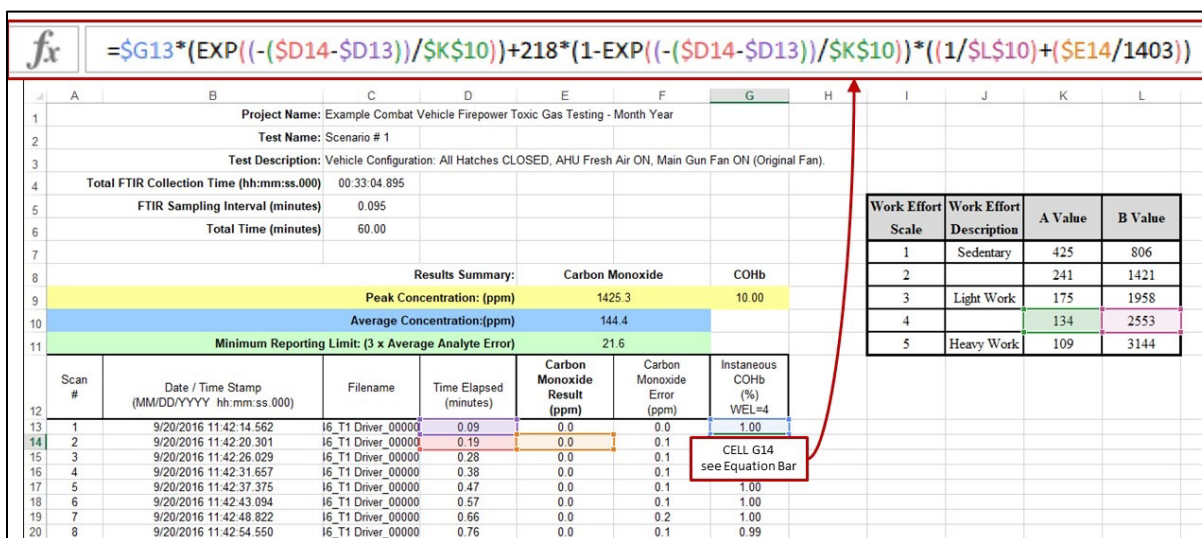 fx =$G13*(EXP((-($D14-$D13))/$K$10))+218*(1-EXP((-($D14-$D13))/$K$10))*((1/$L$10)+($E14/1403))
A B C D E F G H I J K L
1 Project Name: Example Combat Vehicle Firepower Toxic Gas Testing - Month Year
2 Test Name: Scenario # 1
3 Test Description: Vehicle Configuration: All Hatches CLOSED, AHU Fresh Air ON, Main Gun Fan ON (Original Fan).
4 Total FTIR Collection Time (hh:mm:ss.000) 00:33:04.895
5 FTIR Sampling Interval (minutes) 0.095
6 Total Time (minutes) 60.00
7
8 Results Summary: Carbon Monoxide COHb
9 Peak Concentration: (ppm) 1425.3 10.00
10 Average Concentration:(ppm) 144.4
11 Minimum Reporting Limit: (3 x Average Analyte Error) 21.6
Work Effort Work Effort A Value B Value
Scale Description
1 Sedentary 425 806
2 241 1421
3 Light Work 175 1958
4 134 2553
5 Heavy Work 109 3144
12 Scan # Date / Time Stamp (MM/DD/YYYY hh:mm:ss.000) Filename Time Elapsed (minutes) Carbon Monoxide Result (ppm) Carbon Monoxide Error (ppm) Instaneous COHb (%) WEL=4
13 1 9/20/2016 11:42:14.562 46_T1 Driver_00000 0.09 0.0 0.0 1.00
14 2 9/20/2016 11:42:20.301 46_T1 Driver_00000 0.19 0.0 0.1
15 3 9/20/2016 11:42:26.029 46_T1 Driver_00000 0.28 0.0 0.1
16 4 9/20/2016 11:42:31.657 46_T1 Driver_00000 0.38 0.0 0.1
CELL G14
see Equation Bar
17 5 9/20/2016 11:42:37.375 46_T1 Driver_00000 0.47 0.0 0.1 1.00
18 6 9/20/2016 11:42:43.094 46_T1 Driver_00000 0.57 0.0 0.1 1.00
19 7 9/20/2016 11:42:48.822 46_T1 Driver_00000 0.66 0.0 0.2 1.00
20 8 9/20/2016 11:42:54.550 46_T1 Driver_00000 0.76 0.0 0.1 0.99